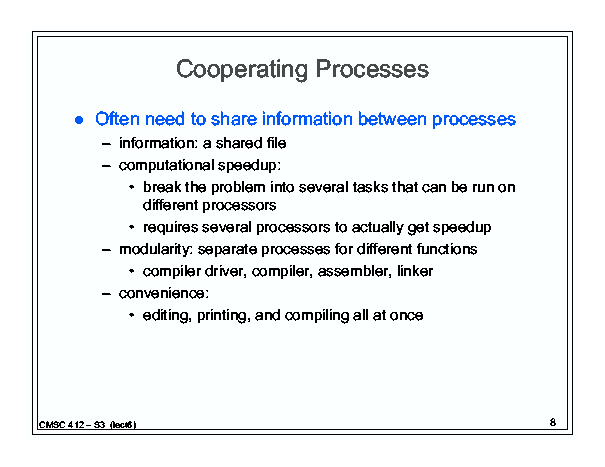 Cooperating Processes
● Often need to share information between processes
– information: a shared file
– computational speedup:
• break the problem into several tasks that can be run on
different processors
• requires several processors to actually get speedup
– modularity: separate processes for different functions
• compiler driver, compiler, assembler, linker
– convenience:
• editing, printing, and compiling all at once
CMSC 412 – S3 (lect6)
8